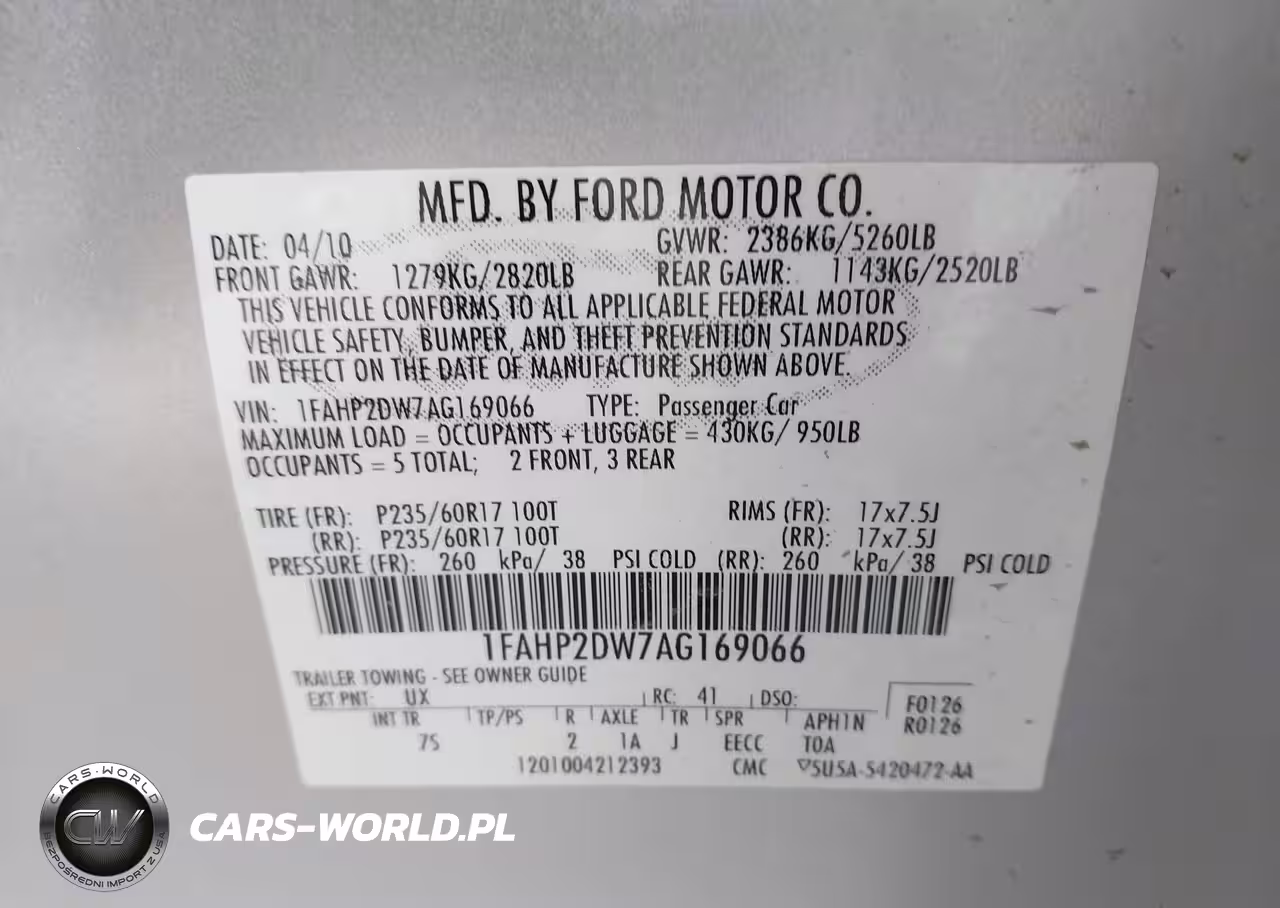 MFD. BY FORD MOTOR CO.
DATE: 04/10 GVWR: 2386KG/5260LB
FRONT GAWR: 1279KG/2820LB REAR GAWR: 1143KG/2520LB
THIS VEHICLE CONFORMS TO ALL APPLICABLE FEDERAL MOTOR
VEHICLE SAFETY, BUMPER, AND THEFT PREVENTION STANDARDS
IN EFFECT ON THE DATE OF MANUFACTURE SHOWN ABOVE.
VIN: 1FAHP2DW7AG169066 TYPE: Passenger Car
MAXIMUM LOAD = OCCUPANTS + LUGGAGE = 430KG/ 950LB
OCCUPANTS = 5 TOTAL; 2 FRONT, 3 REAR
TIRE (FR): P235/60R17 100T RIMS (FR): 17x7.5J
(RR): P235/60R17 100T (RR): 17x7.5J
PRESSURE (FR): 260 kPa/ 38 PSI COLD (RR): 260 kPa/ 38 PSI COLD
1FAHP2DW7AG169066
TRAILER TOWING - SEE OWNER GUIDE
EXT PNT: UX RC: 41 DSO: F0126
INT TR TP/PS R AXLE TR SPR APH1N R0126
7S 2 1A J EECC TOA
1201004212393 CMC 5U5A-5420472-AA
CARS-WORLD
CW
BEZPOŚREDNI IMPORT Z USA
CARS-WORLD.PL